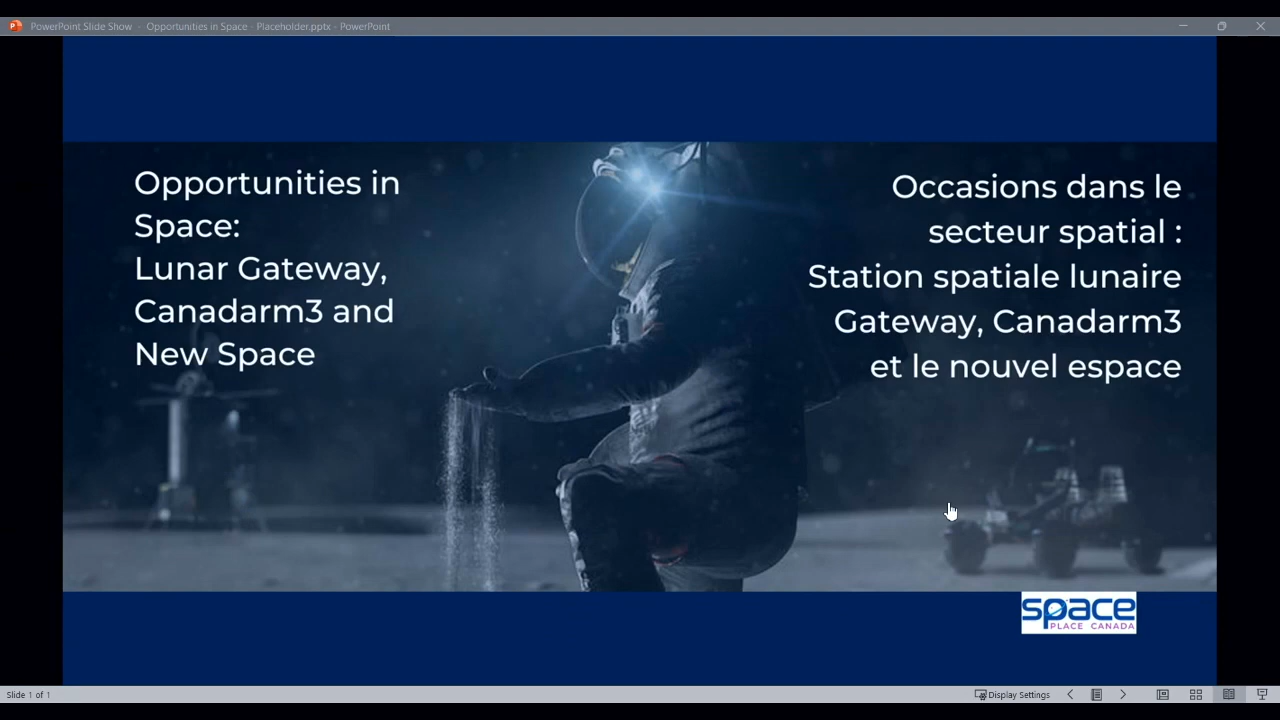 PowerPoint Slide Show - Opportunities in Space - Placeholder.pptx - PowerPoint
Opportunities in
Space:
Lunar Gateway,
Canadarm3 and
New Space
Occasions dans le
secteur spatial :
Station spatiale lunaire
Gateway, Canadarm3
et le nouvel espace
space
PLACE CANADA
Slide 1 of 1
Display Settings